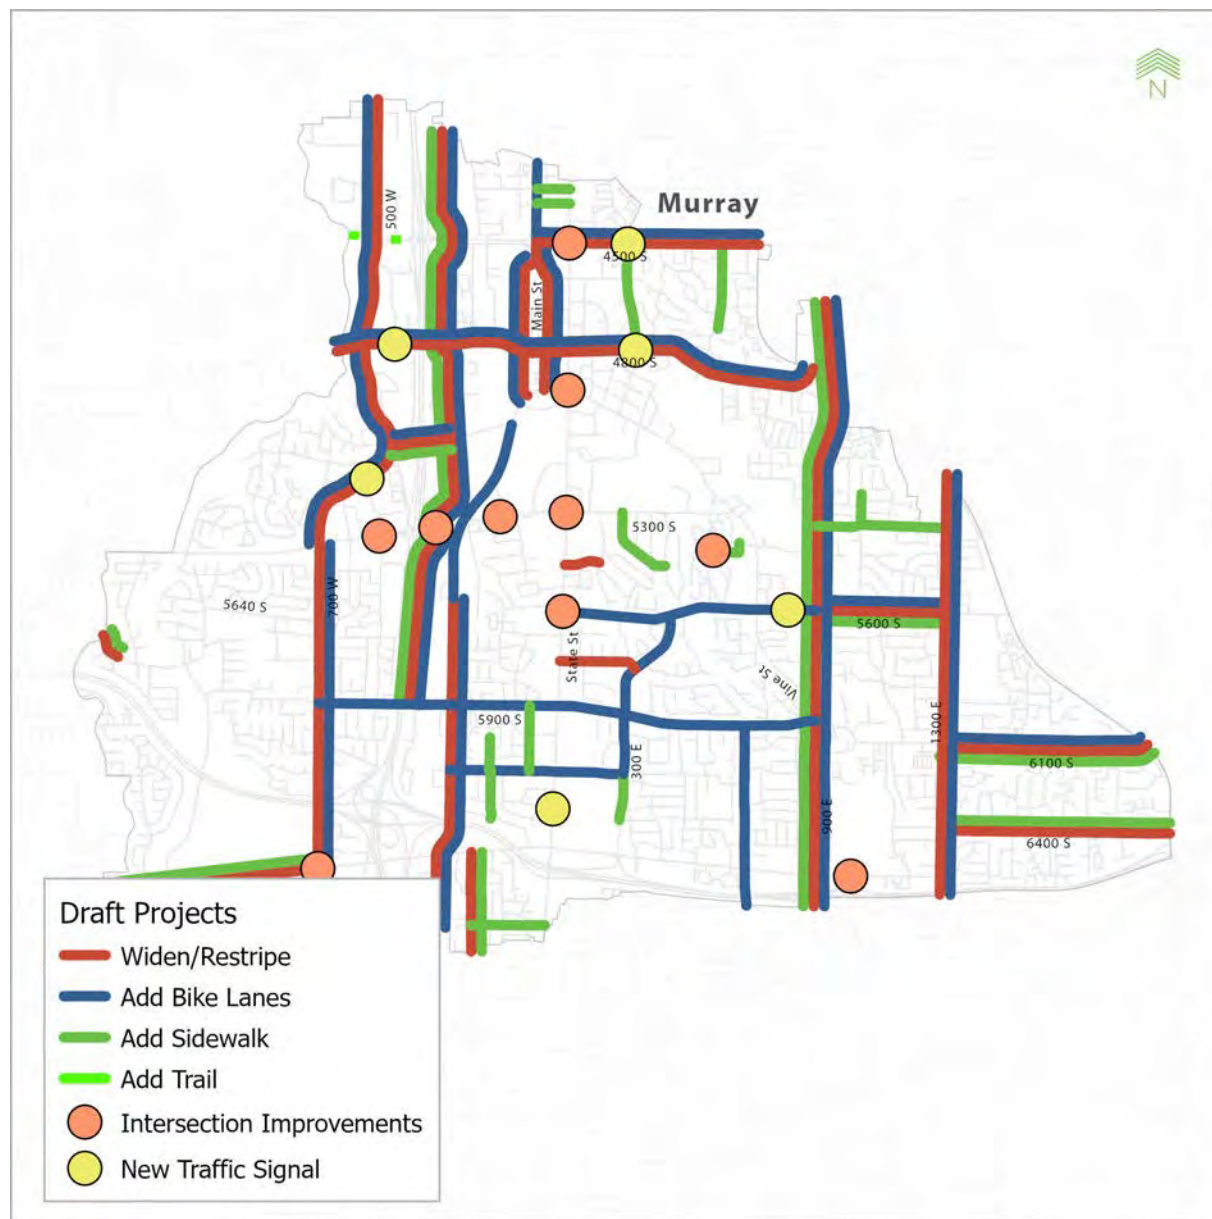 N
Murray
500 W
4500 S
Main St
4800 S
5300 S
5640 S
700 W
5600 S
State St
Vine St
5900 S
1300 E
300 E
6100 S
900 E
6400 S
Draft Projects
Widen/Restripe
Add Bike Lanes
Add Sidewalk
Add Trail
Intersection Improvements
New Traffic Signal